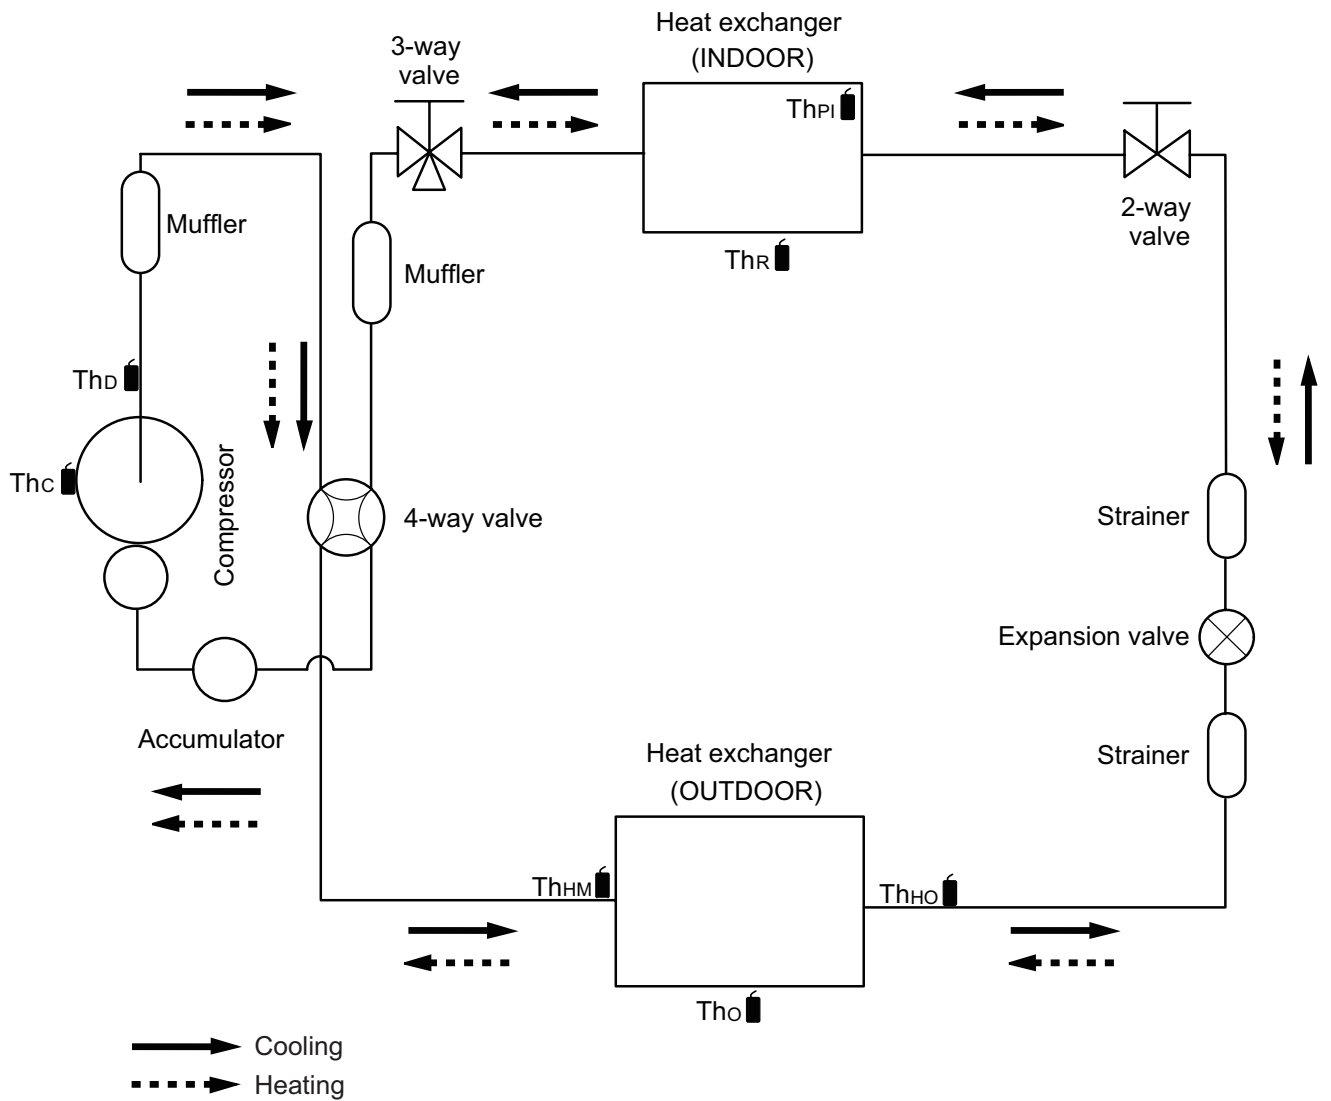 Heat exchanger
(INDOOR)
3-way
valve
ThPI
2-way
valve
Muffler
ThR
Muffler
ThD
ThC
Compressor
4-way valve
Strainer
Expansion valve
Strainer
Accumulator
Heat exchanger
(OUTDOOR)
ThHM
ThHO
ThO
Cooling
Heating